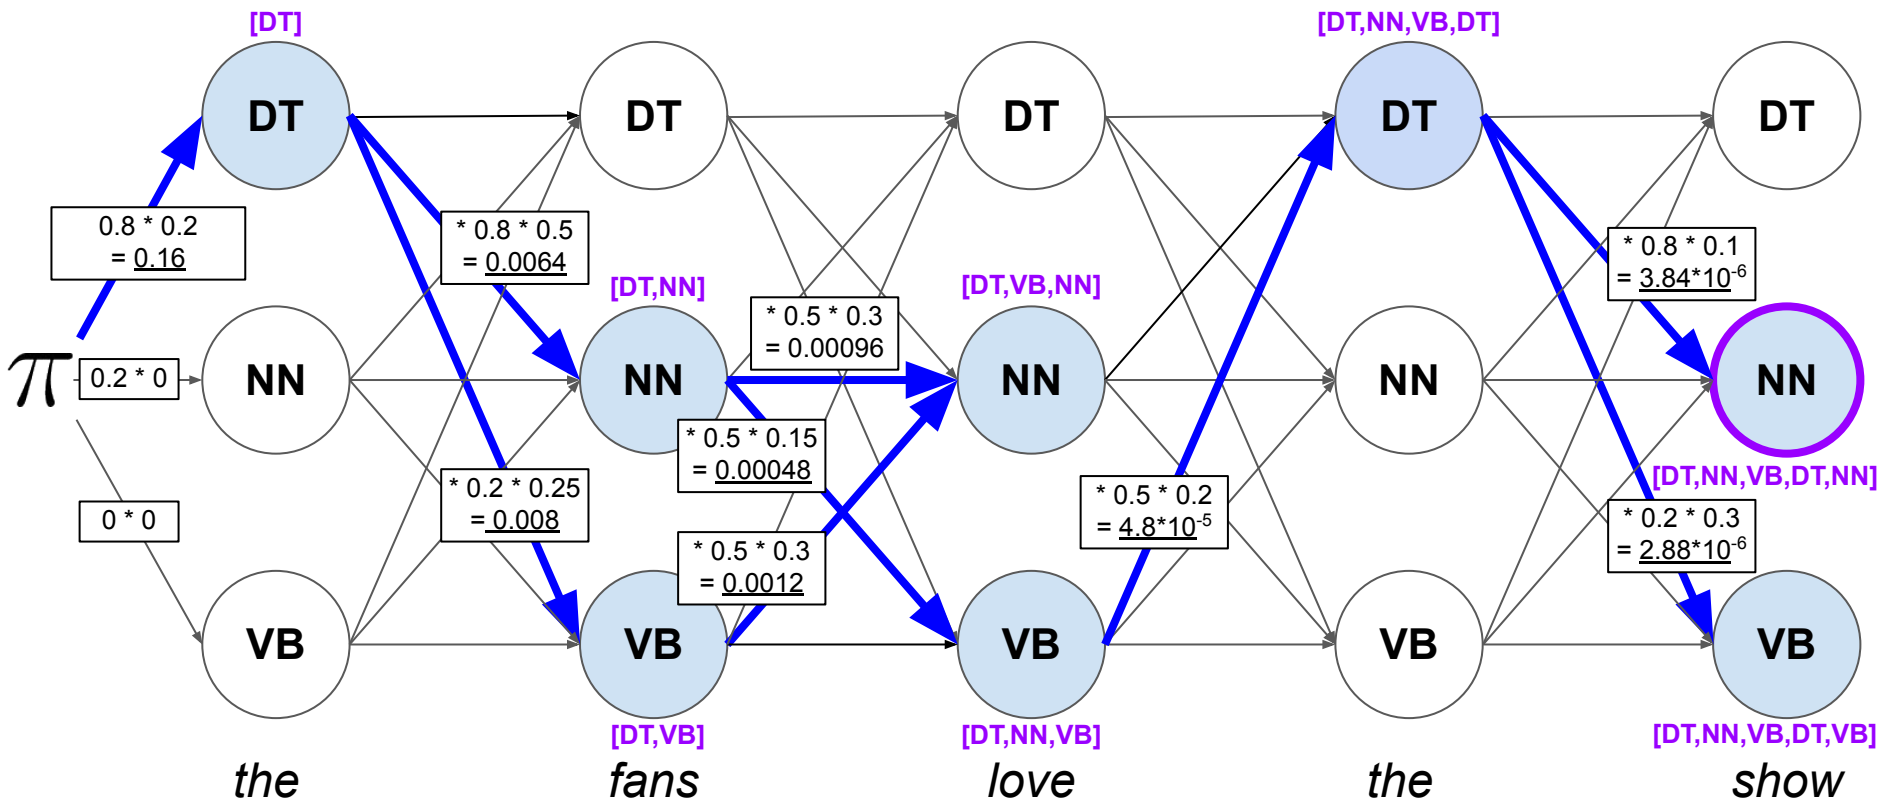 [DT]
[DT,NN,VB,DT]
DT
DT
DT
DT
DT
0.8 * 0.2
= 0.16
* 0.8 * 0.5
= 0.0064
* 0.8 * 0.1
= 3.84*10-6
[DT,NN]
[DT,VB,NN]
* 0.5 * 0.3
= 0.00096
π
0.2 * 0
NN
NN
NN
NN
NN
* 0.5 * 0.15
= 0.00048
[DT,NN,VB,DT,NN]
* 0.2 * 0.25
= 0.008
* 0.5 * 0.2
= 4.8*10-5
0 * 0
* 0.2 * 0.3
= 2.88*10-6
* 0.5 * 0.3
= 0.0012
VB
VB
VB
VB
VB
[DT,VB]
[DT,NN,VB]
[DT,NN,VB,DT,VB]
the fans love the show